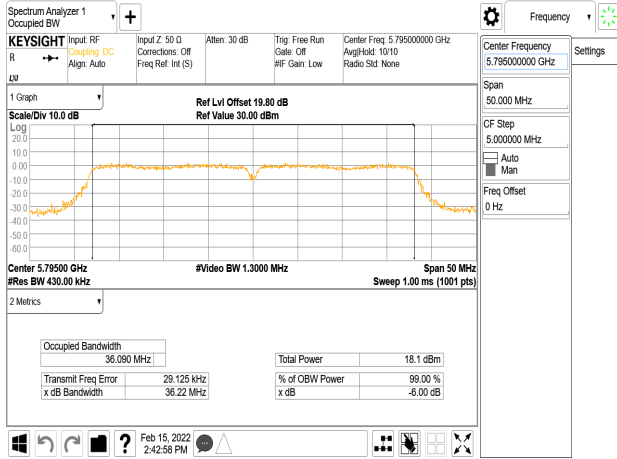 Spectrum Analyzer 1
Occupied BW
Frequency
KEYSIGHT
R
Input: RF
Coupling: DC
Align: Auto
Input Z: 50 Ω
Corrections: Off
Freq Ref: Int (S)
Atten: 30 dB
Trig: Free Run
Gate: Off
#IF Gain: Low
Center Freq: 5.795000000 GHz
Avg|Hold: 10/10
Radio Std: None
LXI
1 Graph
Scale/Div 10.0 dB
Ref Lvl Offset 19.80 dB
Ref Value 30.00 dBm
Log
20.0
10.0
0.00
-10.0
-20.0
-30.0
-40.0
-50.0
-60.0
Center 5.79500 GHz
#Res BW 430.00 kHz
#Video BW 1.3000 MHz
Span 50 MHz
Sweep 1.00 ms (1001 pts)
2 Metrics
Occupied Bandwidth
36.090 MHz
Transmit Freq Error 29.125 kHz
x dB Bandwidth 36.22 MHz
Total Power 18.1 dBm
% of OBW Power 99.00 %
x dB -6.00 dB
Feb 15, 2022
2:42:58 PM
Center Frequency
5.795000000 GHz
Settings
Span
50.000 MHz
CF Step
5.000000 MHz
Auto
Man
Freq Offset
0 Hz